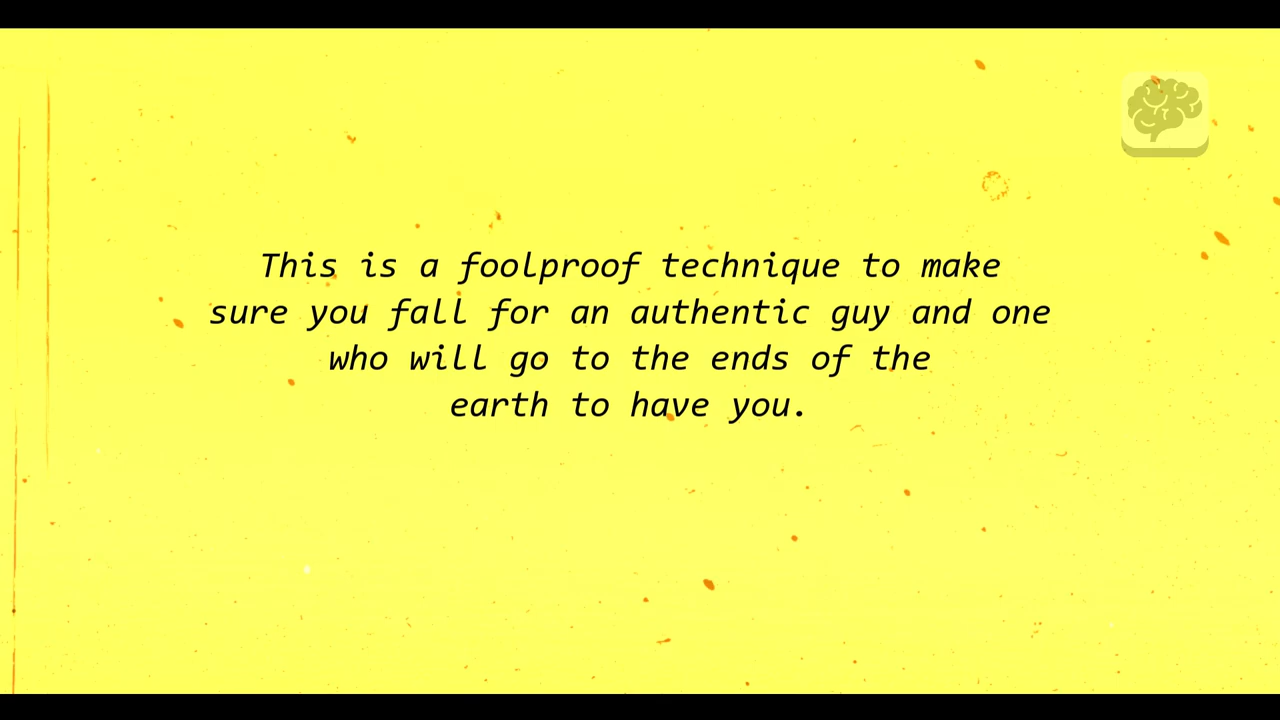 This is a foolproof technique to make
sure you fall for an authentic guy and one
who will go to the ends of the
earth to have you.